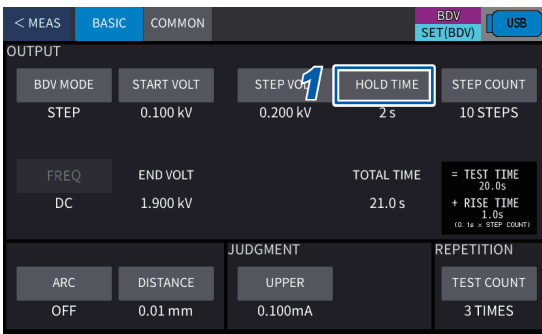 < MEAS BASIC COMMON BDV SET(BDV) USB
OUTPUT
BDV MODE START VOLT STEP VOLT 1 HOLD TIME STEP COUNT
STEP 0.100 kV 0.200 kV 2 s 10 STEPS
FREQ END VOLT TOTAL TIME = TEST TIME
DC 1.900 kV 21.0 s 20.0s
+ RISE TIME
1.0s
(0.1s × STEP COUNT)
JUDGMENT REPETITION
ARC DISTANCE UPPER TEST COUNT
OFF 0.01 mm 0.100mA 3 TIMES